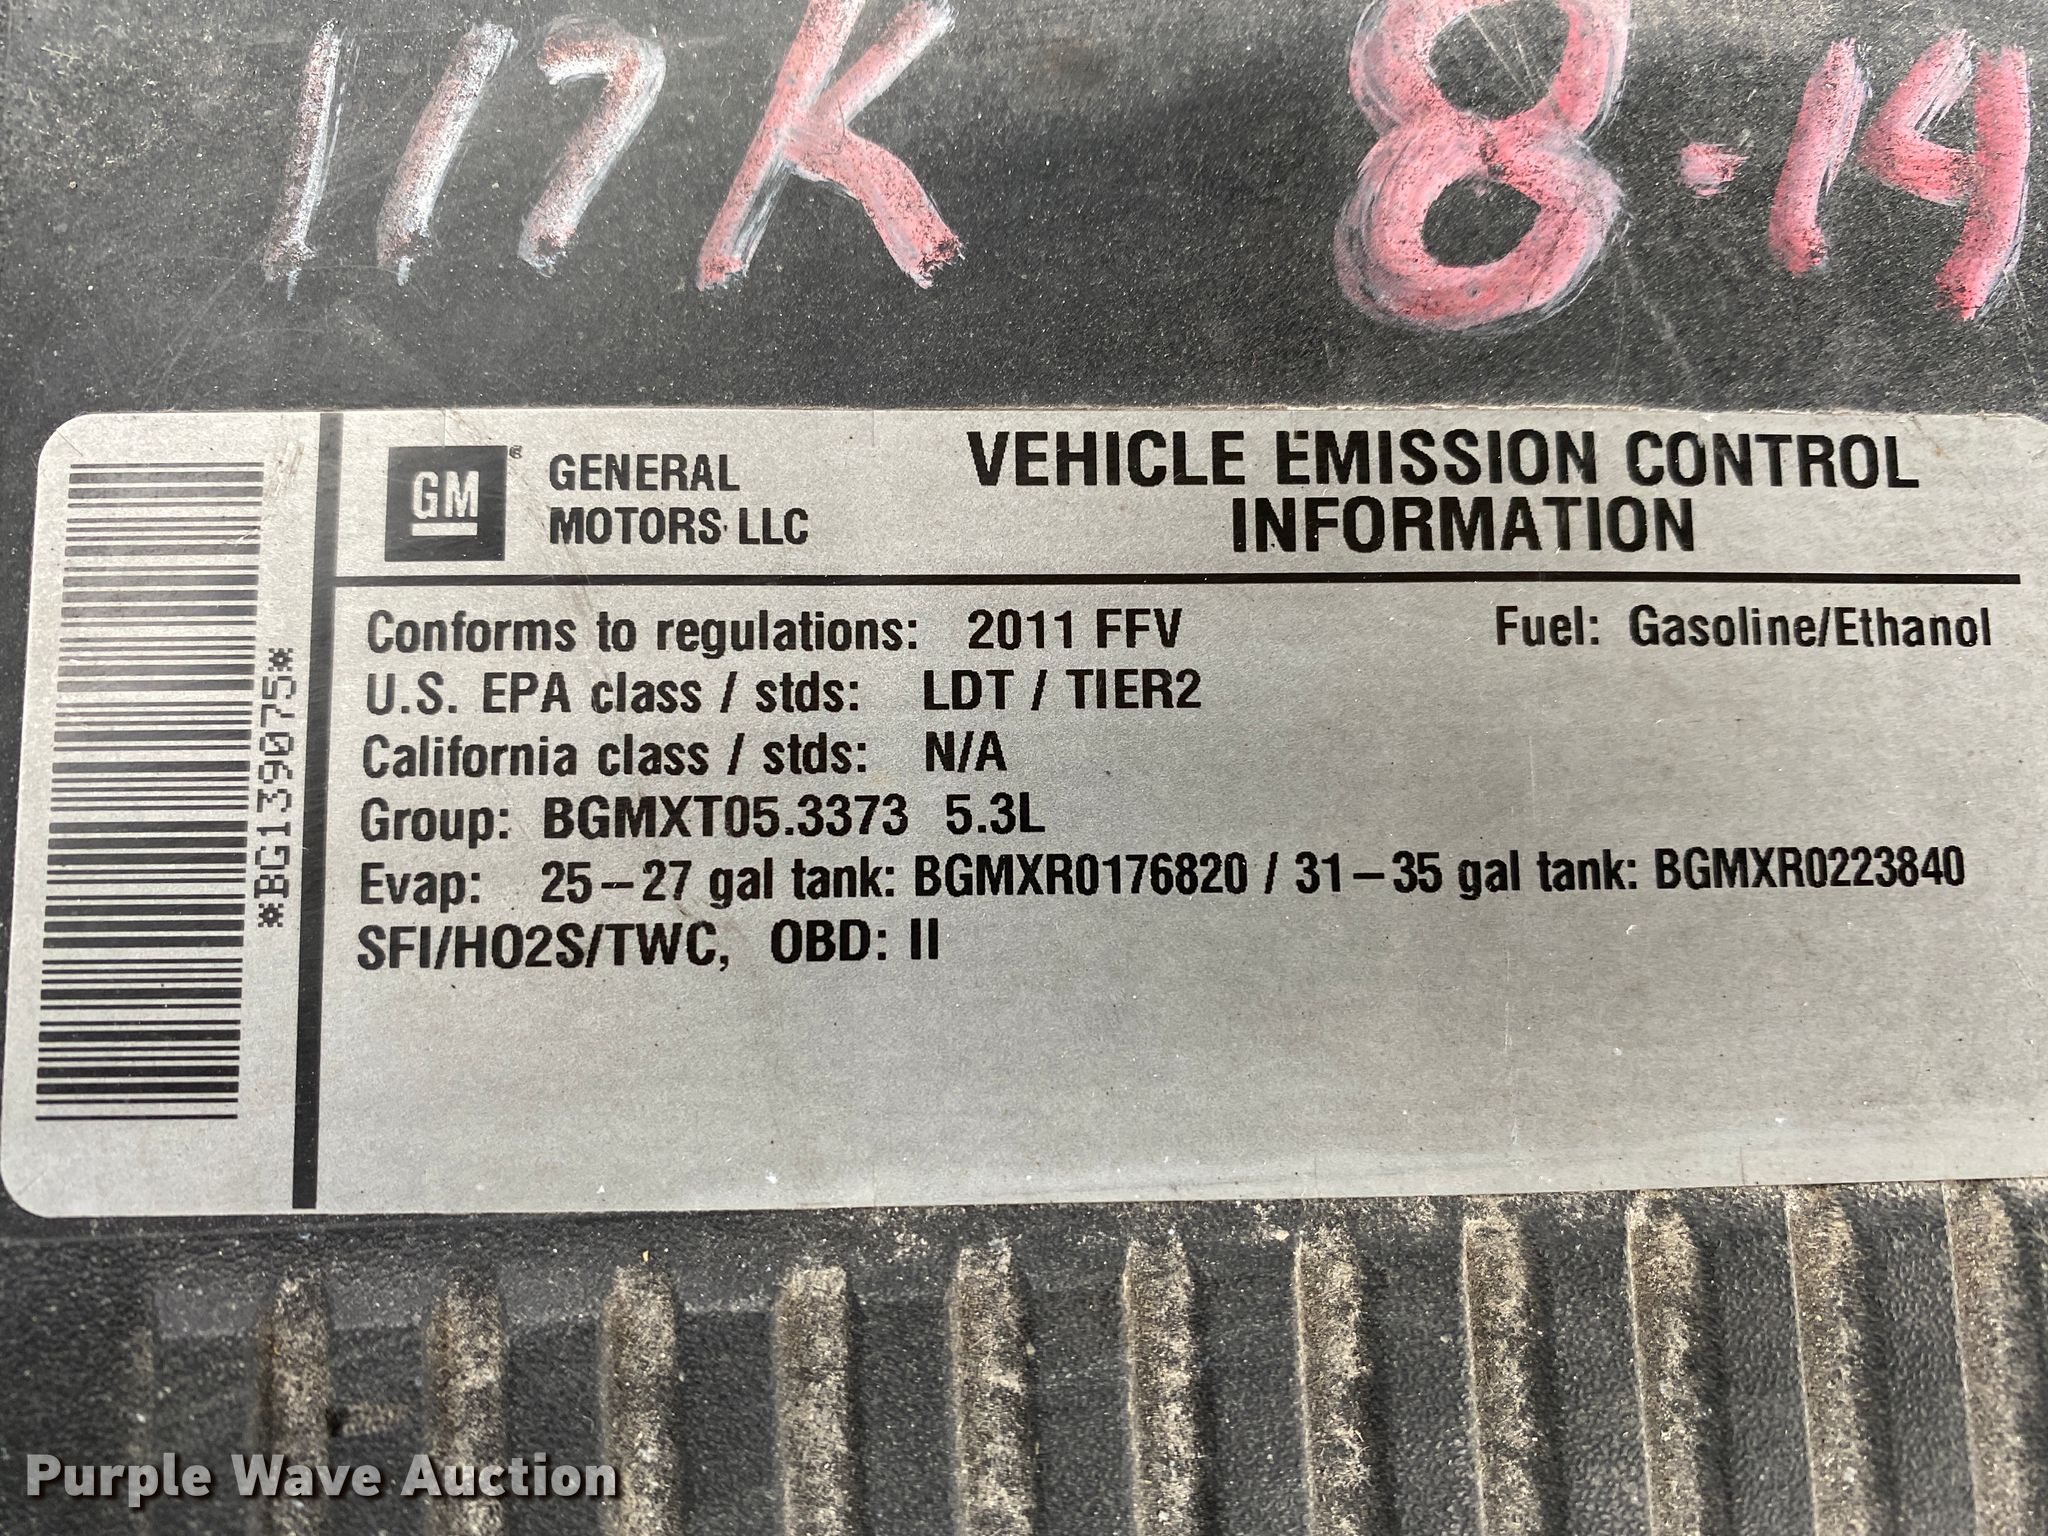 117K 8-14
GM GENERAL MOTORS LLC
VEHICLE EMISSION CONTROL
INFORMATION
Conforms to regulations: 2011 FFV Fuel: Gasoline/Ethanol
U.S. EPA class / stds: LDT / TIER2
California class / stds: N/A
Group: BGMXT05.3373 5.3L
Evap: 25-27 gal tank: BGMXR0176820 / 31-35 gal tank: BGMXR0223840
SFI/HO2S/TWC, OBD: II
*BG139075*
Purple Wave Auction